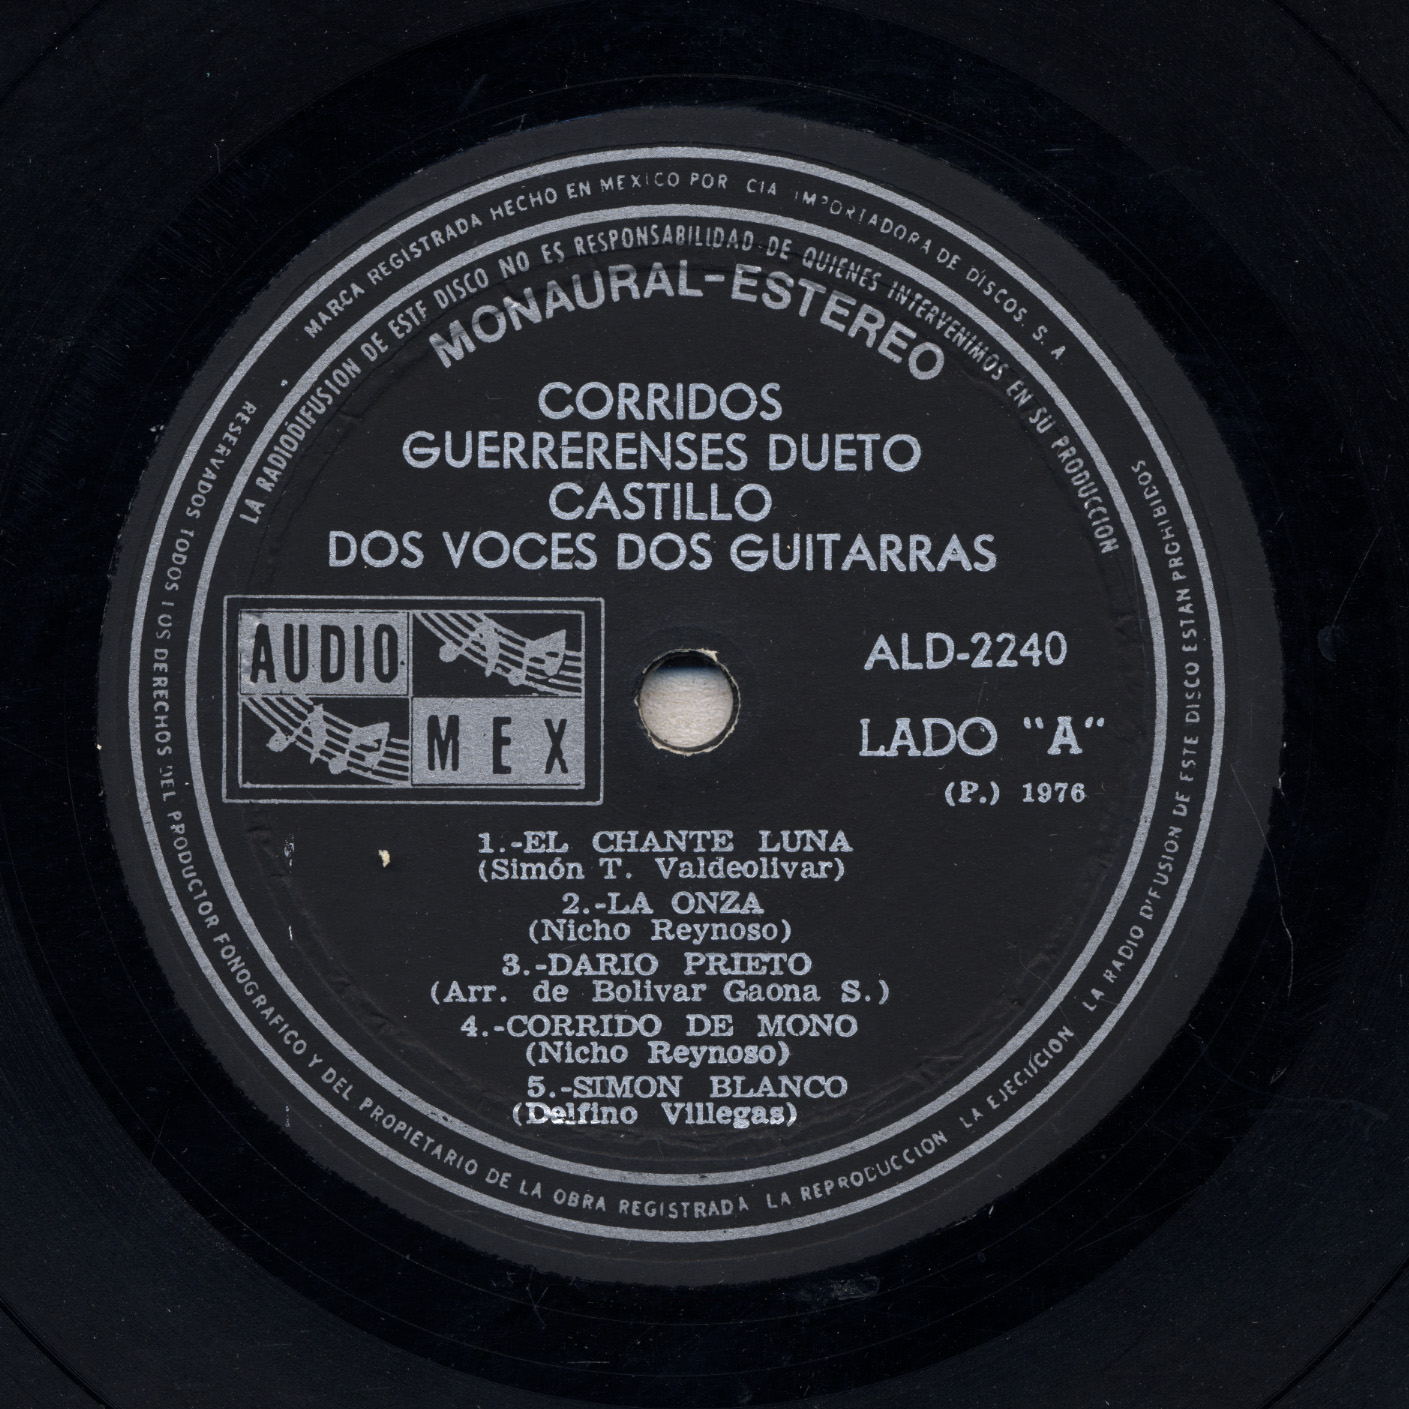 MARCA REGISTRADA HECHO EN MEXICO POR CIA IMPORTADORA DE DISCOS. S. A
LA RADIODIFUSION DE ESTE DISCO NO ES RESPONSABILIDAD DE QUIENES INTERVENIMOS EN SU PRODUCCION
MONAURAL-ESTEREO
CORRIDOS
GUERRERENSES DUETO
CASTILLO
DOS VOCES DOS GUITARRAS
AUDIO
MEX
ALD-2240
LADO "A"
(P.) 1976
1.-EL CHANTE LUNA
(Simón T. Valdeolivar)
2.-LA ONZA
(Nicho Reynoso)
3.-DARIO PRIETO
(Arr. de Bolivar Gaona S.)
4.-CORRIDO DE MONO
(Nicho Reynoso)
5.-SIMON BLANCO
(Delfino Villegas)
RESERVADOS TODOS LOS DERECHOS DEL PRODUCTOR FONOGRAFICO Y DEL PROPIETARIO DE LA OBRA REGISTRADA LA REPRODUCCION LA EJECUCION LA RADIO D'FUSION DE ESTE DISCO ESTAN PROHIBIDOS